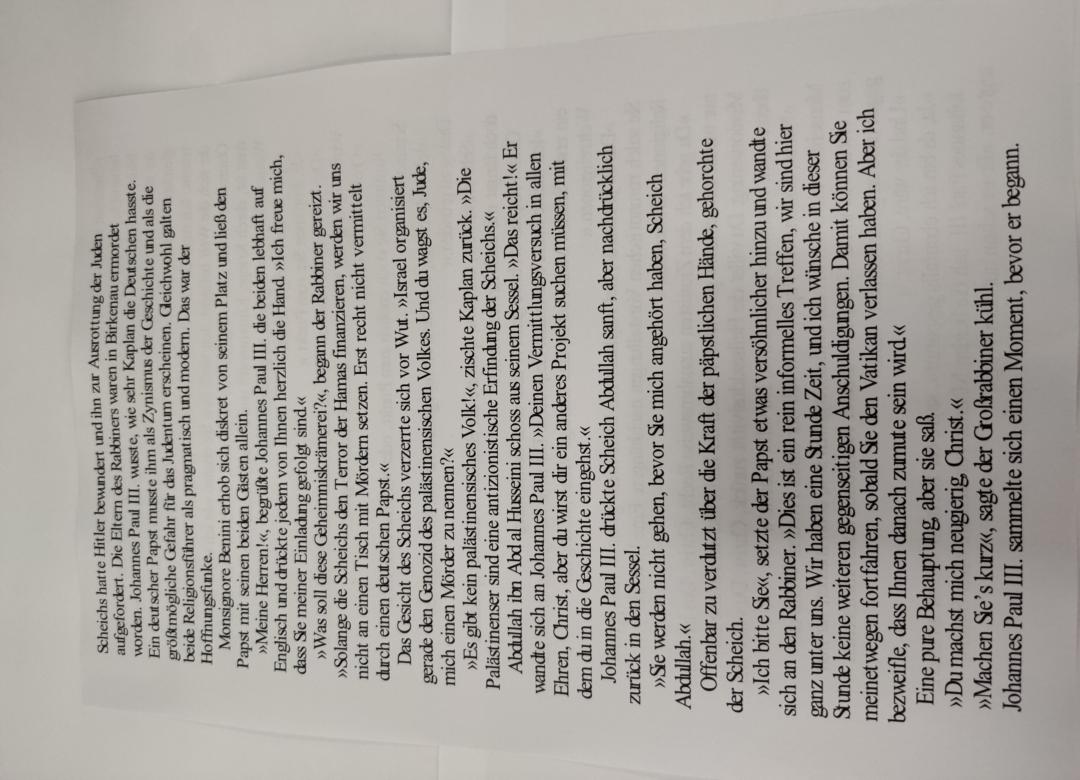 Scheichs hatte Hitler bewundert und ihn zur Ausrottung der Juden
aufgefordert. Die Eltern des Rabbiners waren in Birkenau ermordet
worden. Johannes Paul III. wusste, wie sehr Kaplan die Deutschen hasste.
Ein deutscher Papst musste ihm als Zynismus der Geschichte und als die
größtmögliche Gefahr für das Judentum erscheinen. Gleichwohl galten
beide Religionsführer als pragmatisch und modern. Das war der
Hoffnungsfunke.
Monsignore Bernini erhob sich diskret von seinem Platz und ließ den
Papst mit seinen beiden Gästen allein.
»Meine Herren!«, begrüßte Johannes Paul III. die beiden lebhaft auf
Englisch und drückte jedem von Ihnen herzlich die Hand. »Ich freue mich,
dass Sie meiner Einladung gefolgt sind.«
»Was soll diese Geheimniskrämerei?«, begann der Rabbiner gereizt.
»Solange die Scheichs den Terror der Hamas finanzieren, werden wir uns
nicht an einen Tisch mit Mördern setzen. Erst recht nicht vermittelt
durch einen deutschen Papst.«
Das Gesicht des Scheichs verzerrte sich vor Wut. »Israel organisiert
gerade den Genozid des palästinensischen Volkes. Und du wagst es, Jude,
mich einen Mörder zu nennen?«
»Es gibt kein palästinensisches Volk!«, zischte Kaplan zurück. »Die
Palästinenser sind eine antizionistische Erfindung der Scheichs.«
Abdullah ibn Abd al Husseini schoss aus seinem Sessel. »Das reicht!« Er
wandte sich an Johannes Paul III. »Deinen Vermittlungsversuch in allen
Ehren, Christ, aber du wirst dir ein anderes Projekt suchen müssen, mit
dem du in die Geschichte eingehst.«
Johannes Paul III. drückte Scheich Abdullah sanft, aber nachdrücklich
zurück in den Sessel.
»Sie werden nicht gehen, bevor Sie mich angehört haben, Scheich
Abdullah.«
Offenbar zu verdutzt über die Kraft der päpstlichen Hände, gehorchte
der Scheich.
»Ich bitte Sie«, setzte der Papst etwas versöhnlicher hinzu und wandte
sich an den Rabbiner. »Dies ist ein rein informelles Treffen, wir sind hier
ganz unter uns. Wir haben eine Stunde Zeit, und ich wünsche in dieser
Stunde keine weiteren gegenseitigen Anschuldigungen. Damit können Sie
meinetwegen fortfahren, sobald Sie den Vatikan verlassen haben. Aber ich
bezweifle, dass Ihnen danach zumute sein wird.«
Eine pure Behauptung, aber sie saß.
»Du machst mich neugierig, Christ.«
»Machen Sie's kurz«, sagte der Großrabbiner kühl.
Johannes Paul III. sammelte sich einen Moment, bevor er begann.